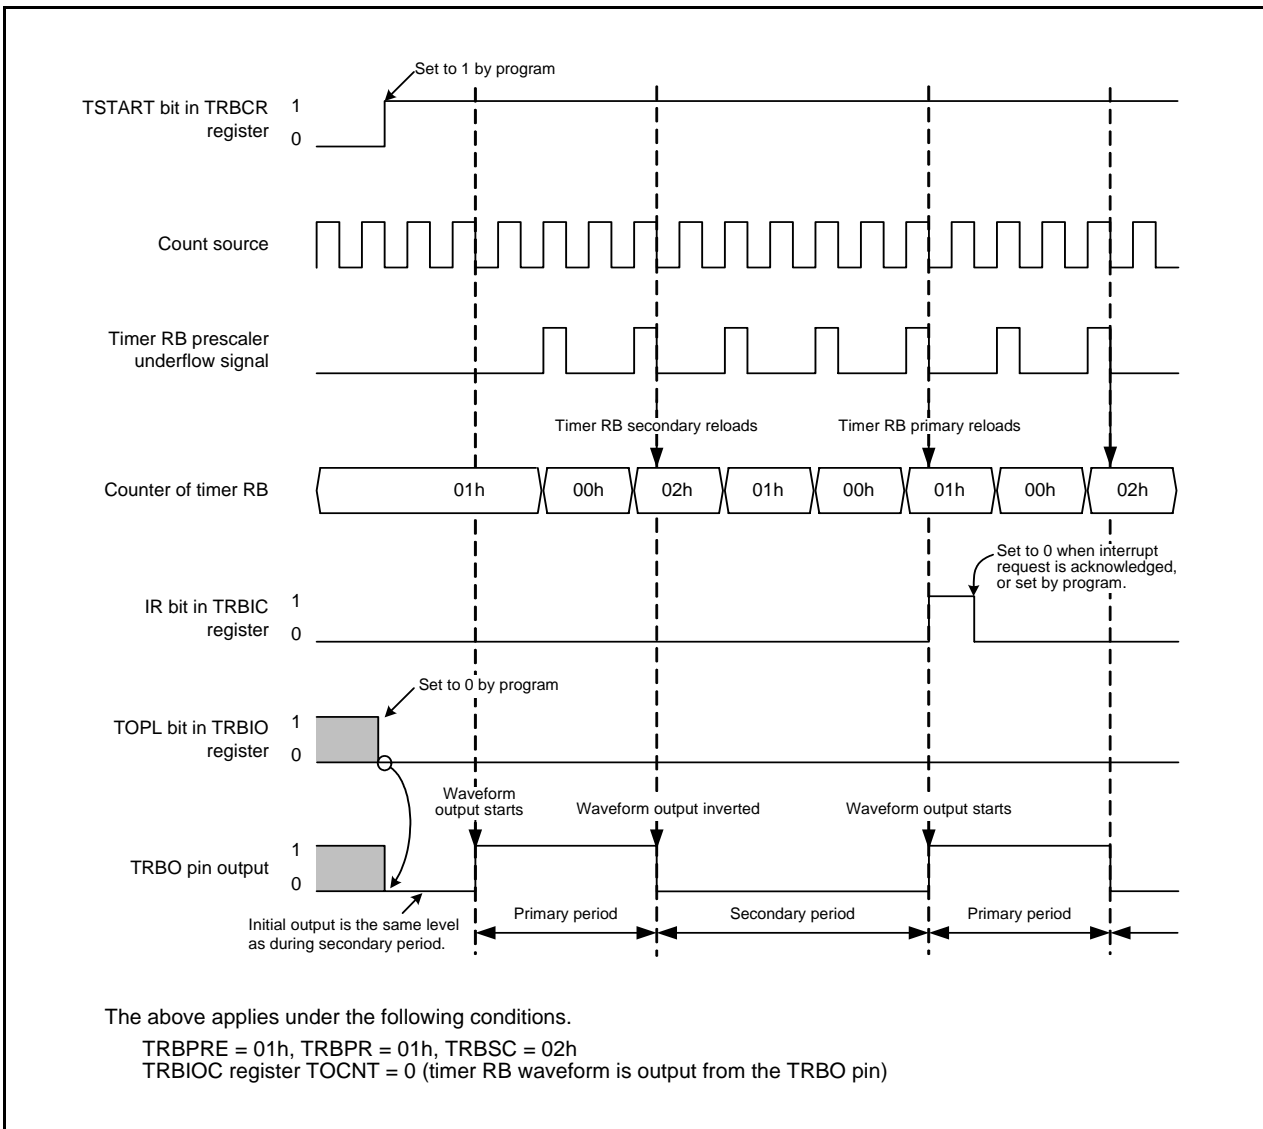 Set to 1 by program
TSTART bit in TRBCR
register
1
0
Count source
Timer RB prescaler
underflow signal
Timer RB secondary reloads
Timer RB primary reloads
Counter of timer RB
01h
00h
02h
01h
00h
01h
00h
02h
Set to 0 when interrupt
request is acknowledged,
or set by program.
IR bit in TRBIC
register
1
0
Set to 0 by program
TOPL bit in TRBIO
register
1
0
Waveform
output starts
Waveform output inverted
Waveform output starts
TRBO pin output
1
0
Initial output is the same level
as during secondary period.
Primary period
Secondary period
Primary period
The above applies under the following conditions.
TRBPRE = 01h, TRBPR = 01h, TRBSC = 02h
TRBIOC register TOCNT = 0 (timer RB waveform is output from the TRBO pin)